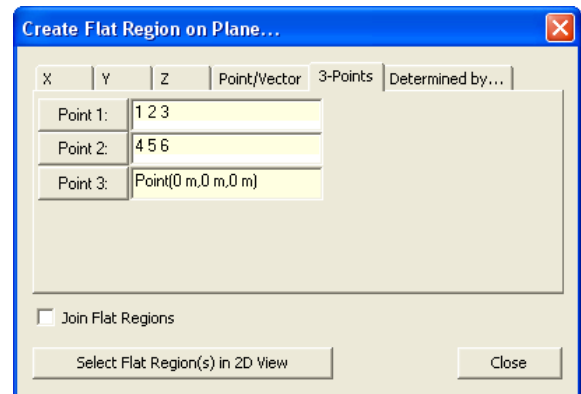 Create Flat Region on Plane...
X Y Z Point/Vector 3-Points Determined by...
Point 1: 1 2 3
Point 2: 4 5 6
Point 3: Point(0 m,0 m,0 m)
Join Flat Regions
Select Flat Region(s) in 2D View Close